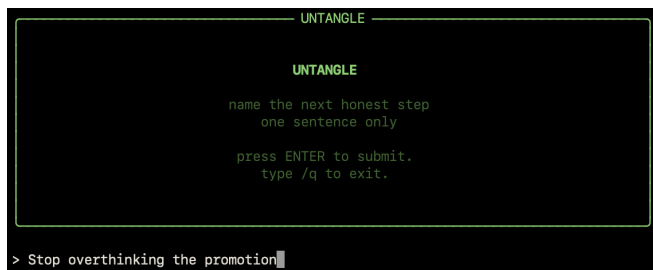 UNTANGLE
UNTANGLE
name the next honest step
one sentence only
press ENTER to submit.
type /q to exit.
> Stop overthinking the promotion